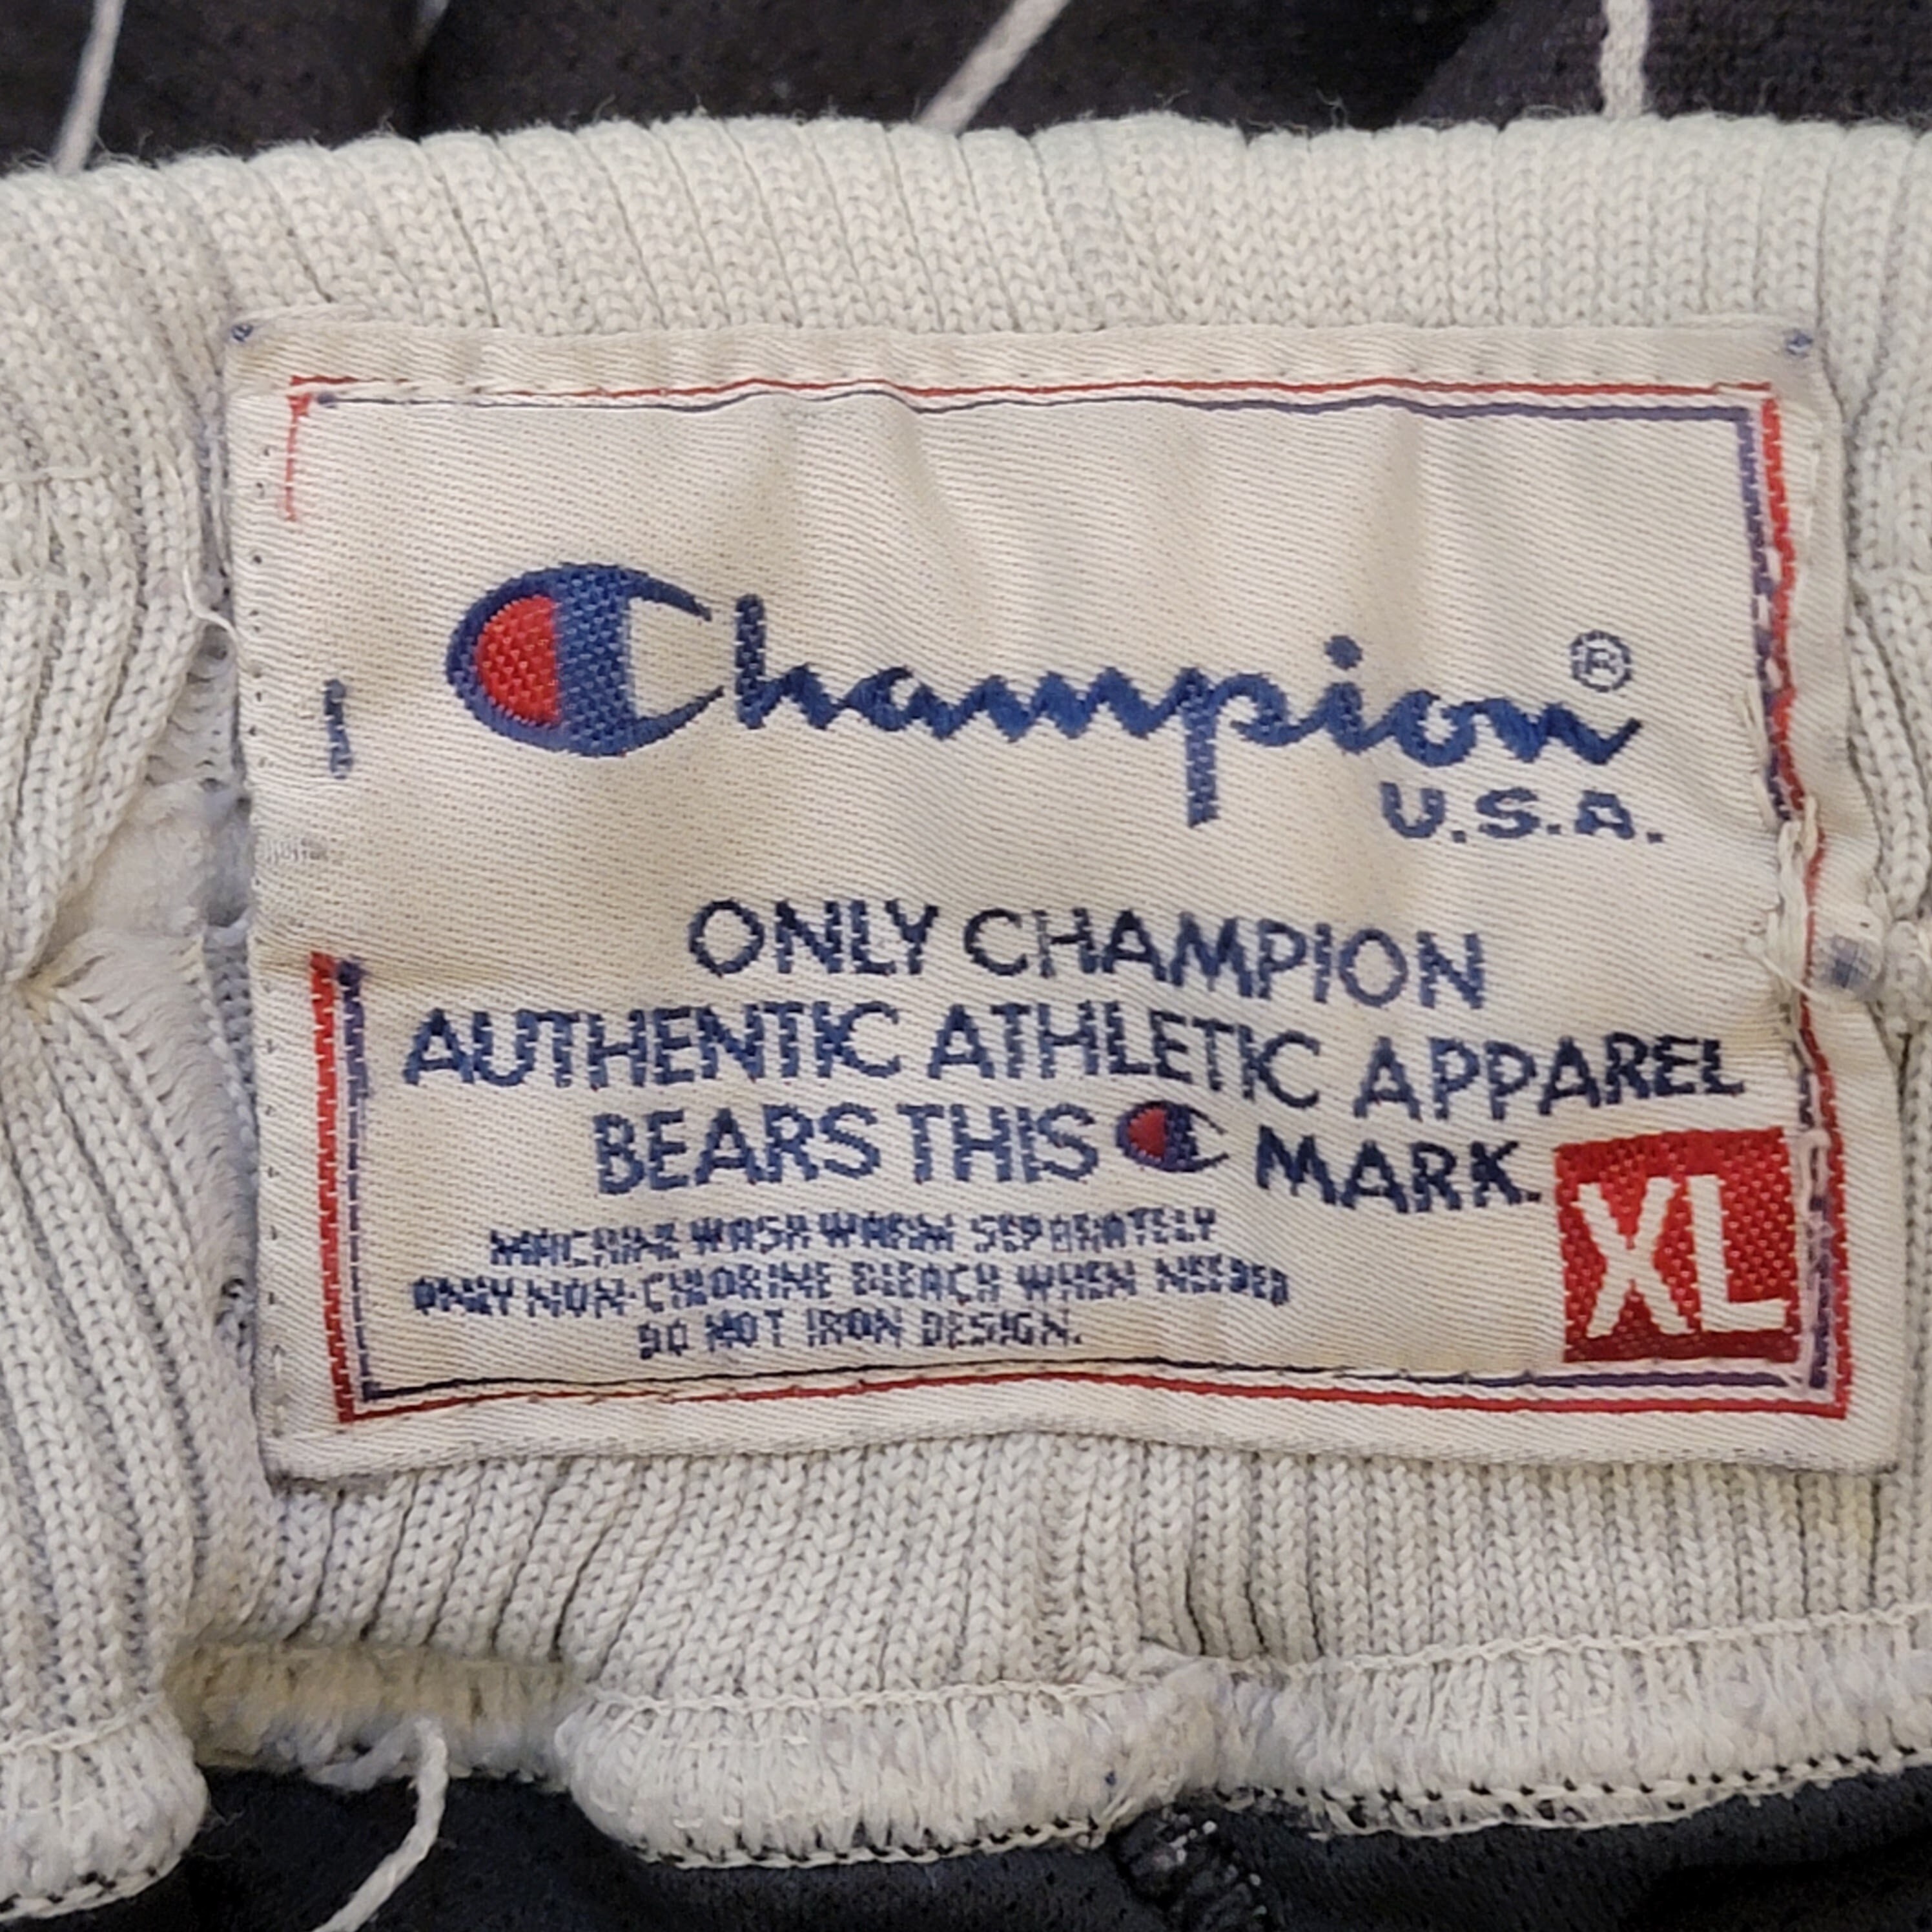 Champion®
U.S.A.
ONLY CHAMPION
AUTHENTIC ATHLETIC APPAREL
BEARS THIS C MARK.
MACHINE WASH WARM SEPARATELY
ONLY NON-CHLORINE BLEACH WHEN NEEDED
DO NOT IRON DESIGN.
XL